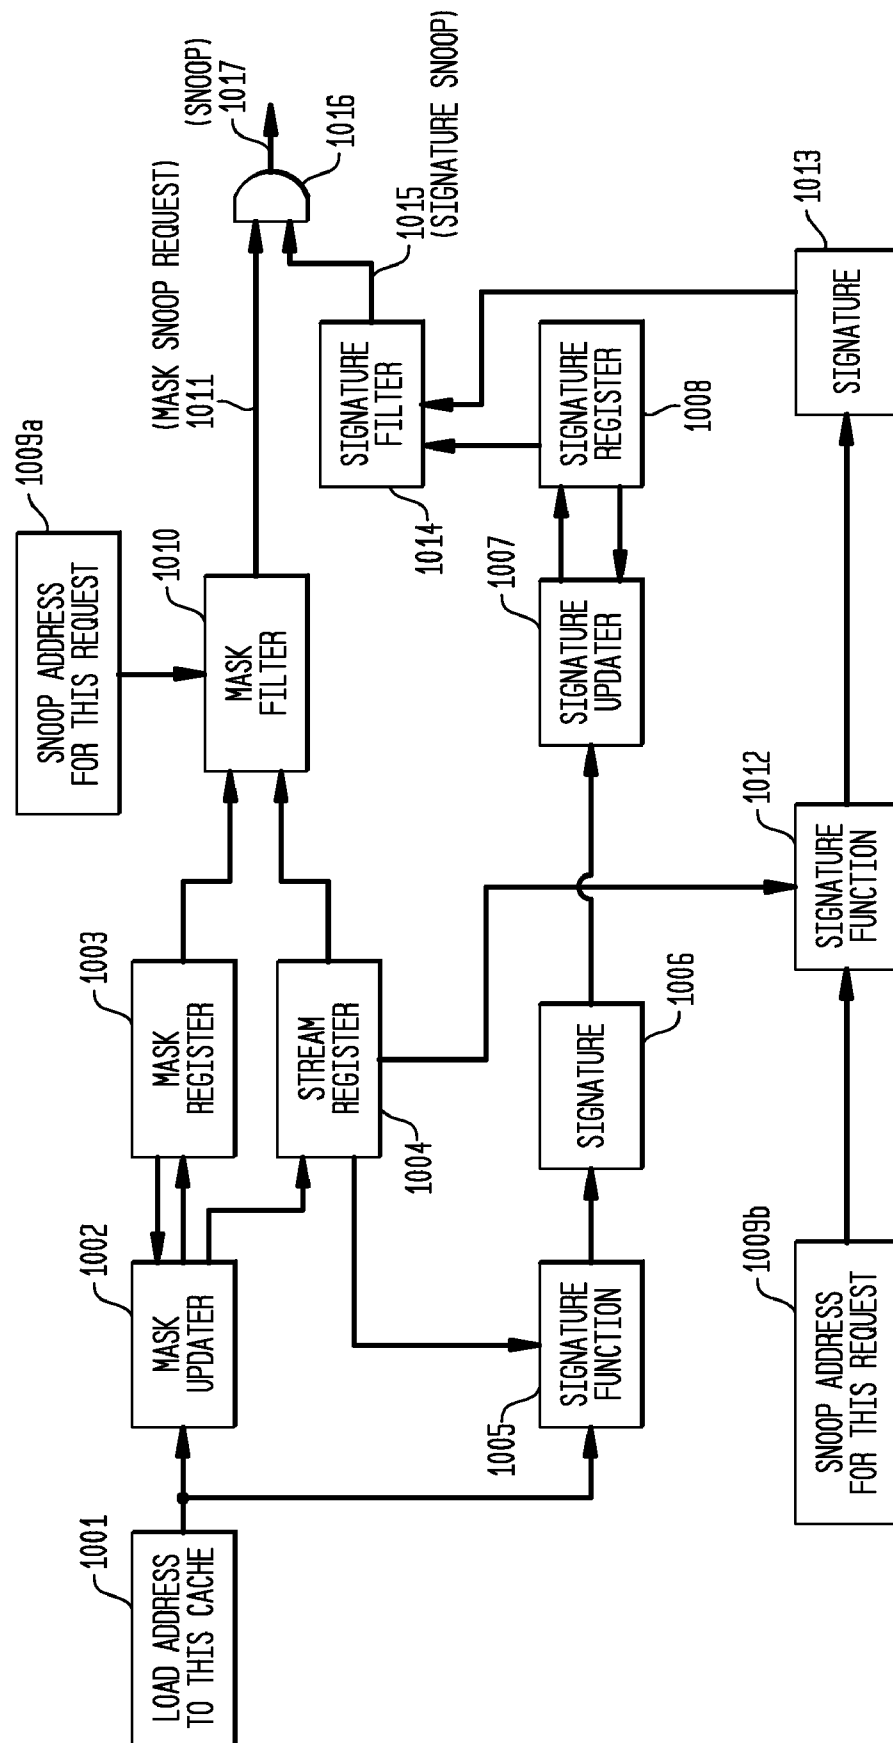 1001
LOAD ADDRESS
TO THIS CACHE
1002
MASK
UPDATER
1003
MASK
REGISTER
STREAM
REGISTER
1004
1005
SIGNATURE
FUNCTION
SIGNATURE
1006
1007
SIGNATURE
UPDATER
SIGNATURE
REGISTER
1008
1009a
SNOOP ADDRESS
FOR THIS REQUEST
1010
MASK
FILTER
(MASK SNOOP REQUEST)
1011
SIGNATURE
FILTER
1014
1015
(SIGNATURE SNOOP)
1016
(SNOOP)
1017
1009b
SNOOP ADDRESS
FOR THIS REQUEST
1012
SIGNATURE
FUNCTION
1013
SIGNATURE